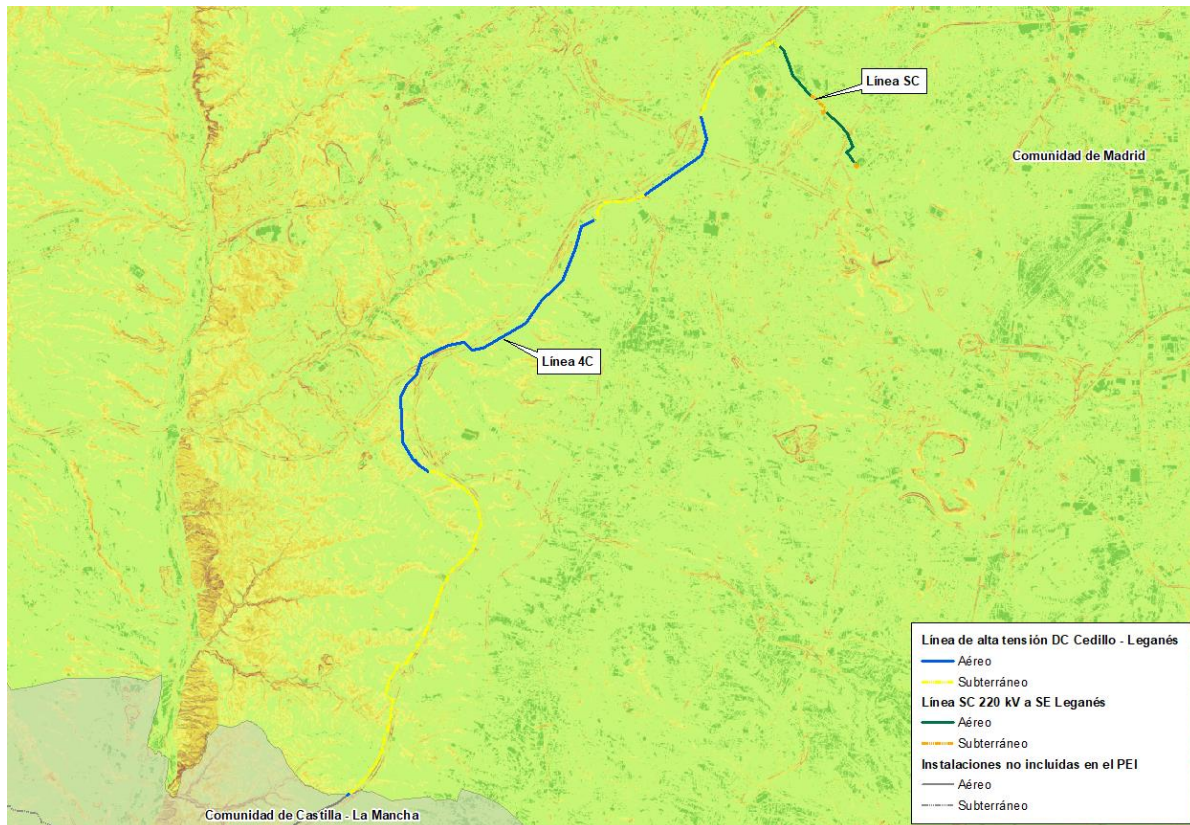 Línea SC
Comunidad de Madrid
Línea 4C
Línea de alta tensión DC Cedillo - Leganés
Aéreo
Subterráneo
Línea SC 220 kV a SE Leganés
Aéreo
Subterráneo
Instalaciones no incluidas en el PEI
Aéreo
Subterráneo
Comunidad de Castilla - La Mancha